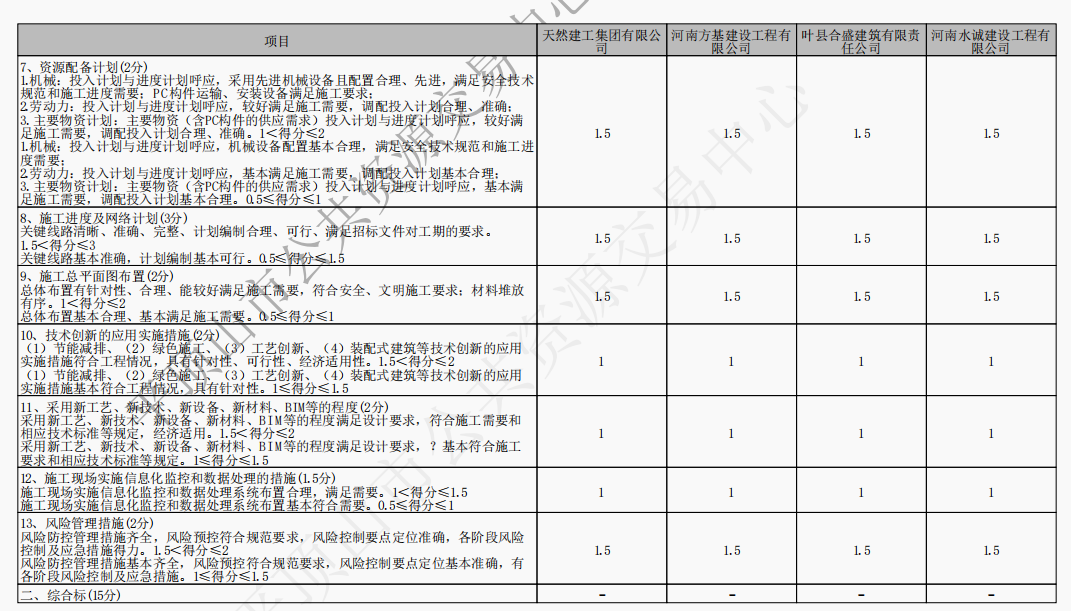 项目
天然建工集团有限公
司
河南方基建设工程有
限公司
叶县合盛建筑有限责
任公司
河南水诚建设工程有
限公司
7、资源配备计划(2分)
1.机械：投入计划与进度计划呼应，采用先进机械设备且配置合理、先进，满足安全技术
规范和施工进度需要；PC构件运输、安装设备满足施工要求；
2.劳动力：投入计划与进度计划呼应，较好满足施工需要，调配投入计划合理、准确；
3.主要物资计划：主要物资（含PC构件的供应需求）投入计划与进度计划呼应，较好满
足施工需要，调配投入计划合理、准确。1＜得分≤2
1.机械：投入计划与进度计划呼应，机械设备配置基本合理，满足安全技术规范和施工进
度需要；
2.劳动力：投入计划与进度计划呼应，基本满足施工需要，调配投入计划基本合理；
3.主要物资计划：主要物资（含PC构件的供应需求）投入计划与进度计划呼应，基本满
足施工需要，调配投入计划基本合理。0.5≤得分≤1
1.5
1.5
1.5
1.5
8、施工进度及网络计划(3分)
关键线路清晰、准确、完整、计划编制合理、可行、满足招标文件对工期的要求。
1.5＜得分≤3
关键线路基本准确，计划编制基本可行。0.5≤得分≤1.5
1.5
1.5
1.5
1.5
9、施工总平面图布置(2分)
总体布置有针对性、合理、能较好满足施工需要，符合安全、文明施工要求；材料堆放
有序。1＜得分≤2
总体布置基本合理、基本满足施工需要。0.5≤得分≤1
1.5
1.5
1.5
1.5
10、技术创新的应用实施措施(2分)
（1）节能减排、（2）绿色施工、（3）工艺创新、（4）装配式建筑等技术创新的应用
实施措施符合工程情况，具有针对性、可行性、经济适用性。1.5＜得分≤2
（1）节能减排、（2）绿色施工、（3）工艺创新、（4）装配式建筑等技术创新的应用
实施措施基本符合工程情况，具有针对性。1≤得分≤1.5
1
1
1
1
11、采用新工艺、新技术、新设备、新材料、BIM等的程度(2分)
采用新工艺、新技术、新设备、新材料、BIM等的程度满足设计要求，符合施工需要和
相应技术标准等规定，经济适用。1.5＜得分≤2
采用新工艺、新技术、新设备、新材料、BIM等的程度满足设计要求，？基本符合施工
要求和相应技术标准等规定。1≤得分≤1.5
1
1
1
1
12、施工现场实施信息化监控和数据处理的措施(1.5分)
施工现场实施信息化监控和数据处理系统布置合理，满足需要。1＜得分≤1.5
施工现场实施信息化监控和数据处理系统布置基本符合需要。0.5≤得分≤1
1
1
1
1
13、风险管理措施(2分)
风险防控管理措施齐全，风险预控符合规范要求，风险控制要点定位准确，各阶段风险
控制及应急措施得力。1.5＜得分≤2
风险防控管理措施基本齐全，风险预控符合规范要求，风险控制要点定位基本准确，有
各阶段风险控制及应急措施。1≤得分≤1.5
1.5
1.5
1.5
1.5
二、综合标(15分)
-
-
-
-
平顶山市公共资源交易中心
平顶山市公共资源交易中心